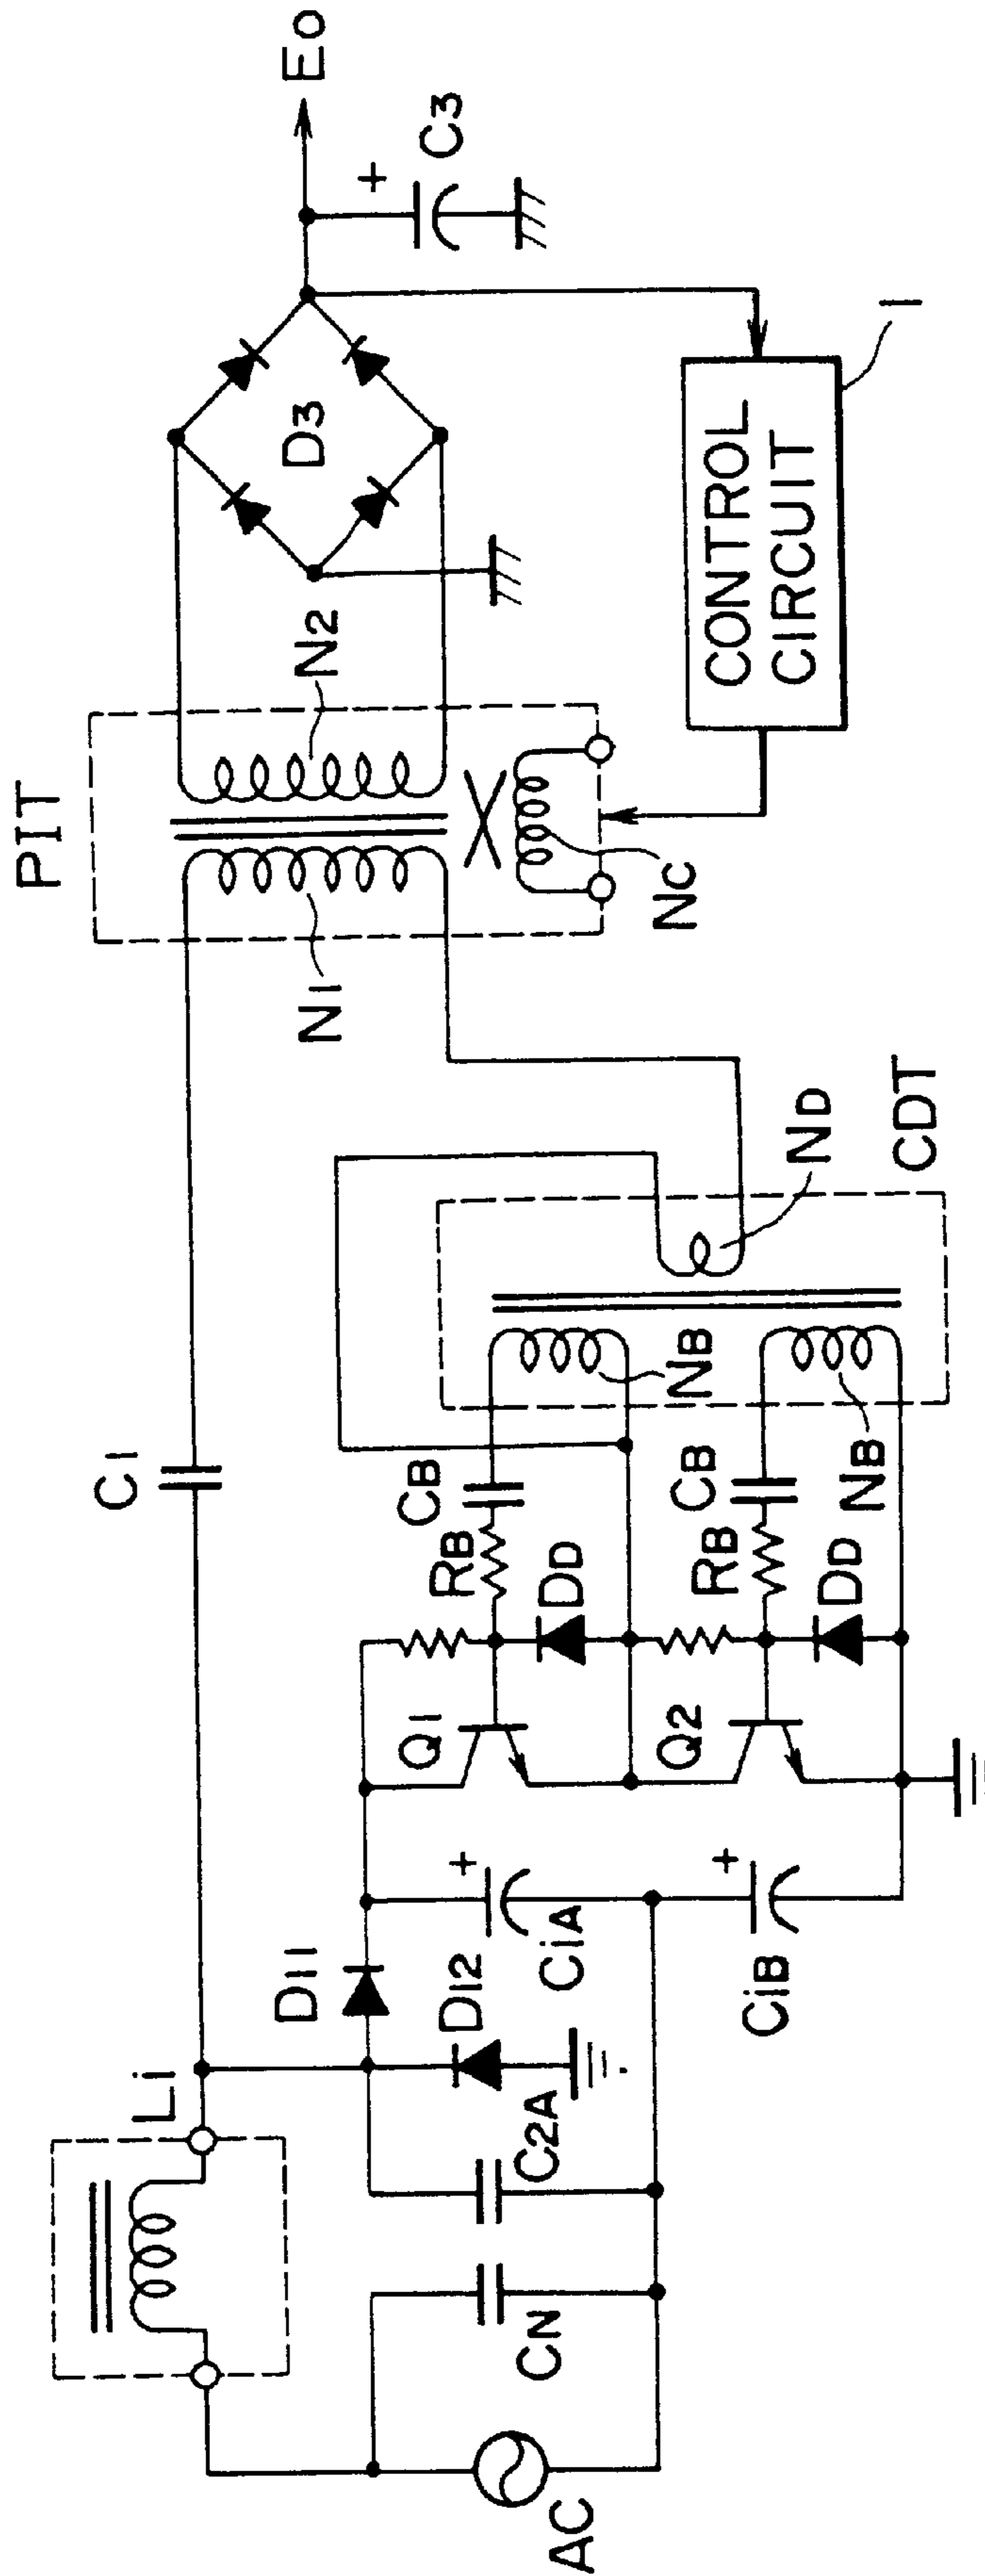 PIT
Li
C1
N1
N2
D3
Eo
+
C3
NC
CONTROL
CIRCUIT
1
D11
D12
C2A
CN
AC
+
CiA
+
CiB
Q1
Q2
RB
CB
DD
RB
CB
DD
NB
NB
ND
CDT